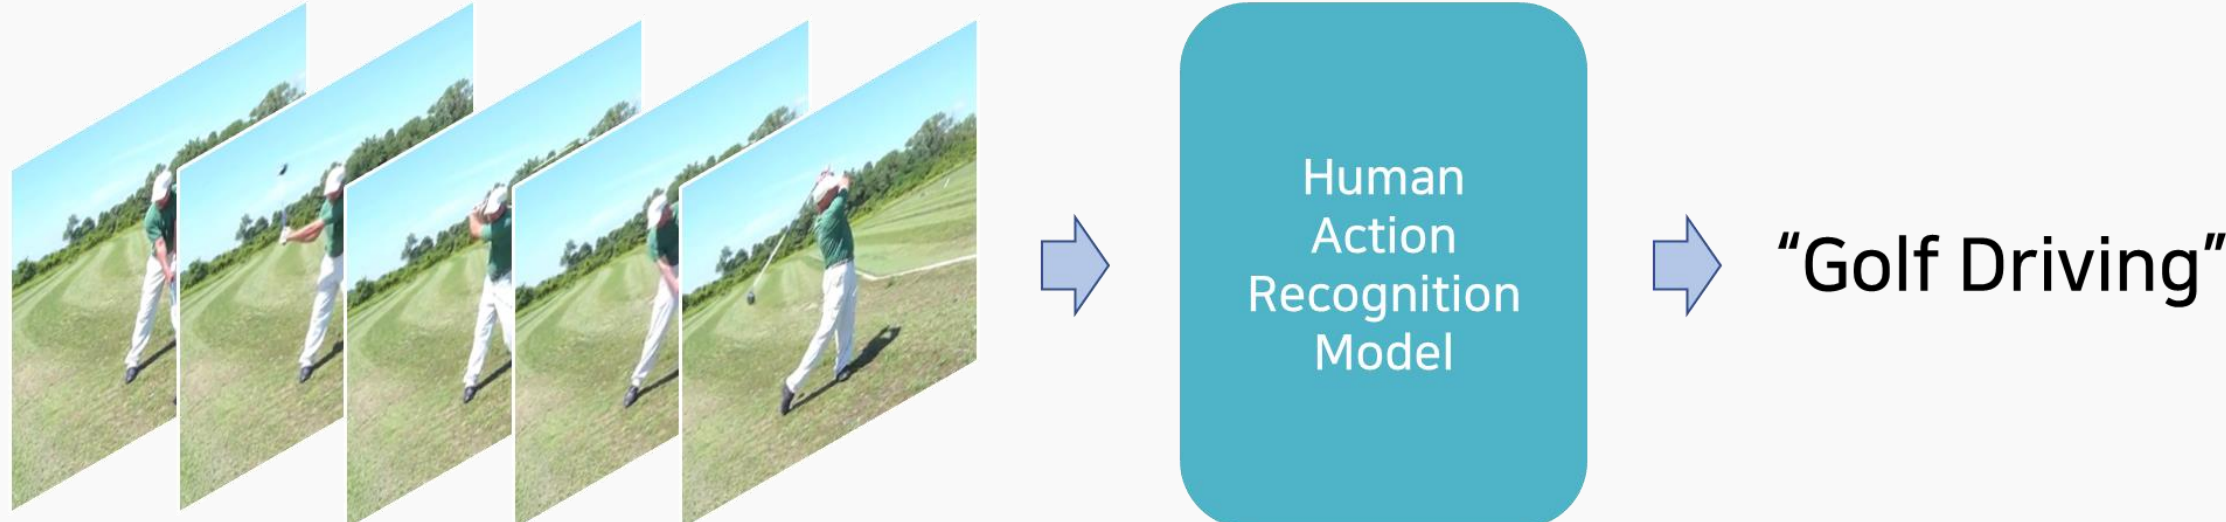 Human
Action
Recognition
Model
“Golf Driving”